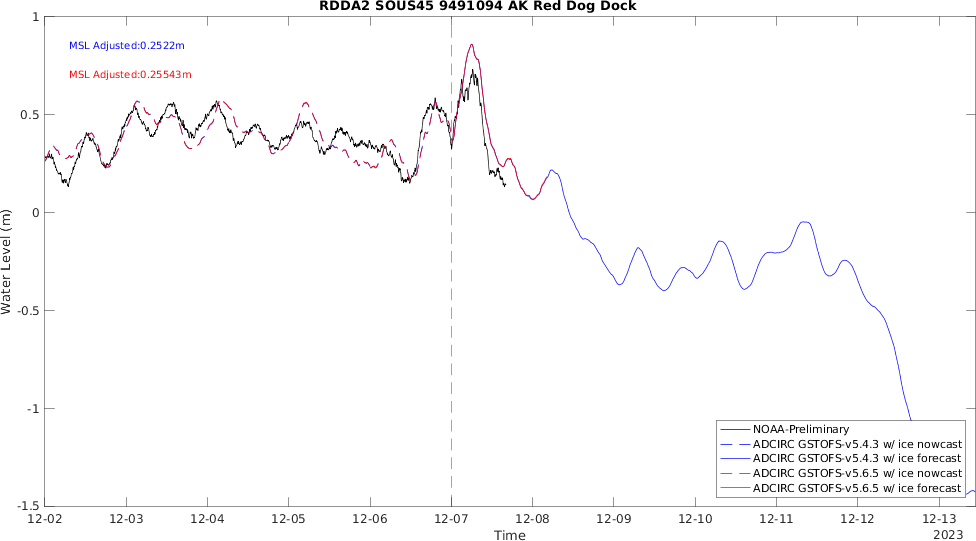 RDDA2 SOUS45 9491094 AK Red Dog Dock
MSL Adjusted:0.2522m
MSL Adjusted:0.25543m
1
0.5
0
-0.5
-1
-1.5
Water Level (m)
NOAA-Preliminary
ADCIRC GSTOFS-v5.4.3 w/ ice nowcast
ADCIRC GSTOFS-v5.4.3 w/ ice forecast
ADCIRC GSTOFS-v5.6.5 w/ ice nowcast
ADCIRC GSTOFS-v5.6.5 w/ ice forecast
12-02 12-03 12-04 12-05 12-06 12-07 12-08 12-09 12-10 12-11 12-12 12-13
Time
2023